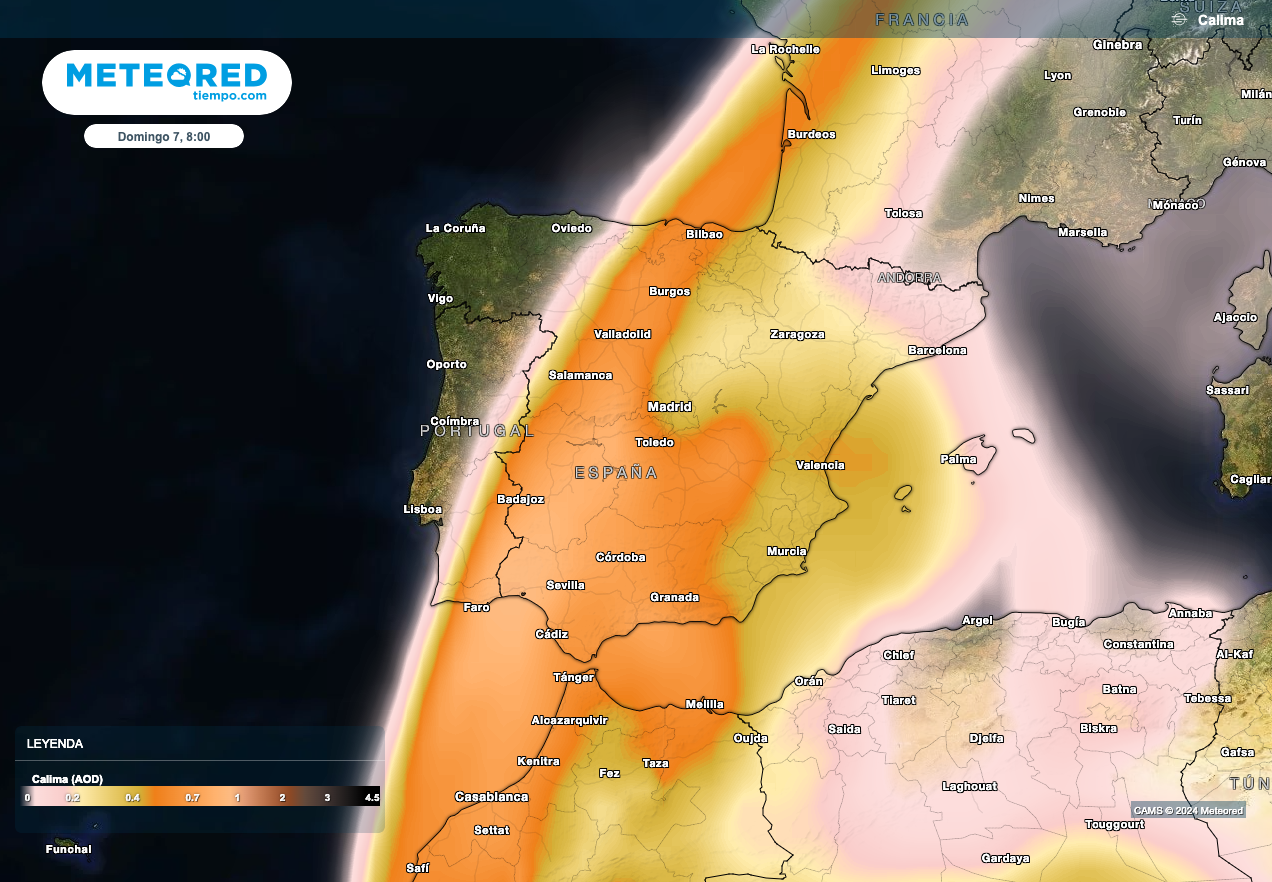 SUIZA
FRANCIA
Calima
La Rochelle
Ginebra
METEORED
tiempo.com
Limoges
Lyon
Milán
Grenoble
Turín
Domingo 7, 8:00
Burdeos
Génova
Nimes
Mónaco
Tolosa
La Coruña
Oviedo
Bilbao
Marsella
ANDORRA
Vigo
Burgos
Ajaccio
Valladolid
Zaragoza
Barcelona
Oporto
Salamanca
Sassari
Madrid
Coímbra
PORTUGAL
Toledo
Palma
Valencia
ESPAÑA
Cagliar
Badajoz
Lisboa
Murcia
Córdoba
Sevilla
Granada
Faro
Annaba
Argel
Bugía
Cádiz
Constantina
Chlef
Al-Kaf
Tánger
Orán
Batna
Tebessa
Tiaret
Melilla
Alcazarquivir
Saida
Biskra
LEYENDA
Oujda
Djelfa
Gafsa
Kenitra
Taza
Fez
Calima (AOD)
TÚN
Laghouat
0 0.2 0.4 0.7 1 2 3 4.5
Casablanca
CAMS © 2024 Meteored
Touggourt
Settat
Funchal
Gardaya
Safí